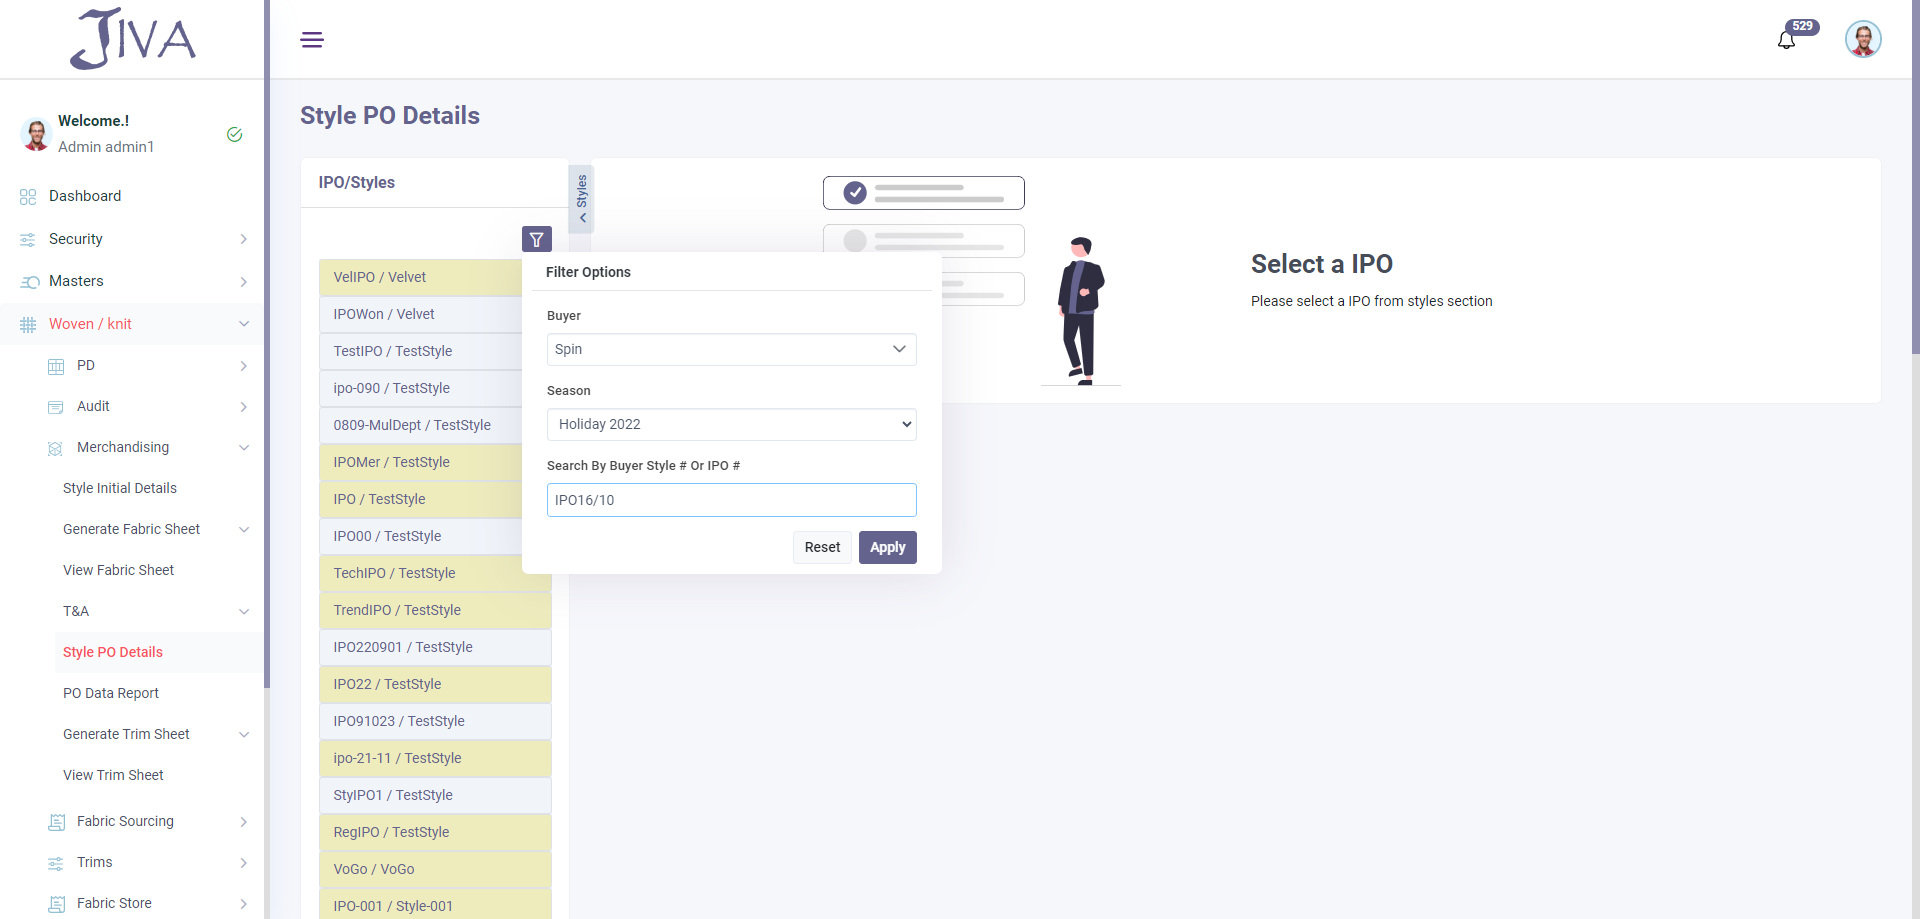 JIVA
529
Welcome.!
Admin admin1
Dashboard
Security
Masters
Woven / knit
PD
Audit
Merchandising
Style Initial Details
Generate Fabric Sheet
View Fabric Sheet
T&A
Style PO Details
PO Data Report
Generate Trim Sheet
View Trim Sheet
Fabric Sourcing
Trims
Fabric Store
Style PO Details
IPO/Styles
Styles
VelIPO / Velvet
IPOWon / Velvet
TestIPO / TestStyle
ipo-090 / TestStyle
0809-MulDept / TestStyle
IPOMer / TestStyle
IPO / TestStyle
IPO00 / TestStyle
TechIPO / TestStyle
TrendIPO / TestStyle
IPO220901 / TestStyle
IPO22 / TestStyle
IPO91023 / TestStyle
ipo-21-11 / TestStyle
StyIPO1 / TestStyle
RegIPO / TestStyle
VoGo / VoGo
IPO-001 / Style-001
Filter Options
Buyer
Spin
Season
Holiday 2022
Search By Buyer Style # Or IPO #
IPO16/10
Reset
Apply
Select a IPO
Please select a IPO from styles section